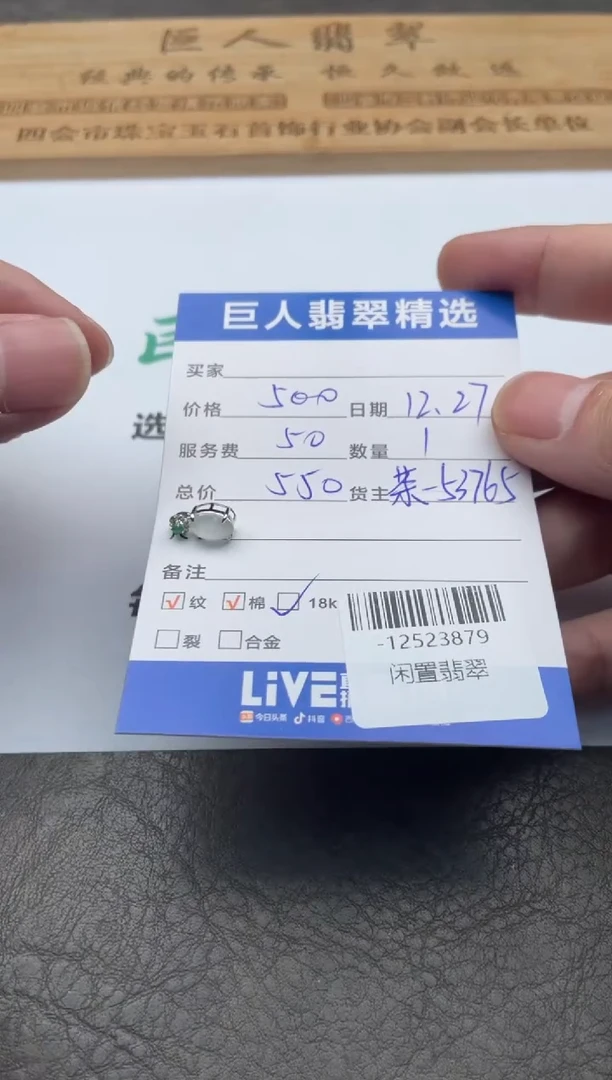 巨人翡翠
经典的传承 恒久致远
四会市珠宝玉石首饰行业协会副会长单位
选
巨人翡翠精选
买家
价格 500 日期 12.27
服务费 50 数量 1
总价 550 货主 -53765
备注
纹 棉 18k
裂 合金
-12523879
闲置翡翠
LiVE
今日头条 抖音